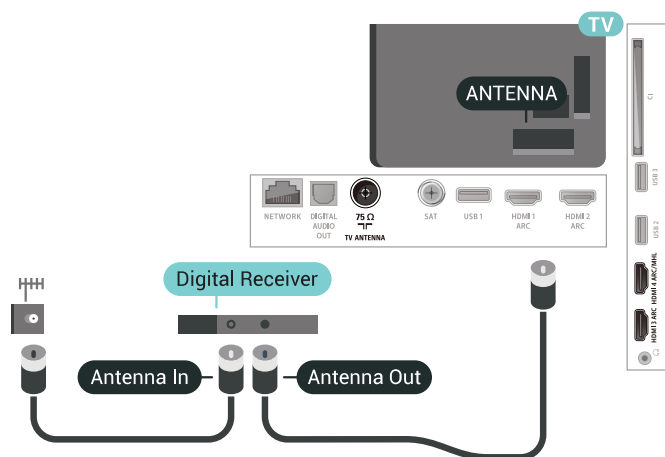 TV
ANTENNA
CI
USB 3
USB 2
HDMI 4 ARC/MHL
HDMI 3 ARC
NETWORK
DIGITAL
AUDIO
OUT
75 Ω
TV ANTENNA
SAT
USB 1
HDMI 1
ARC
HDMI 2
ARC
Digital Receiver
Antenna In
Antenna Out